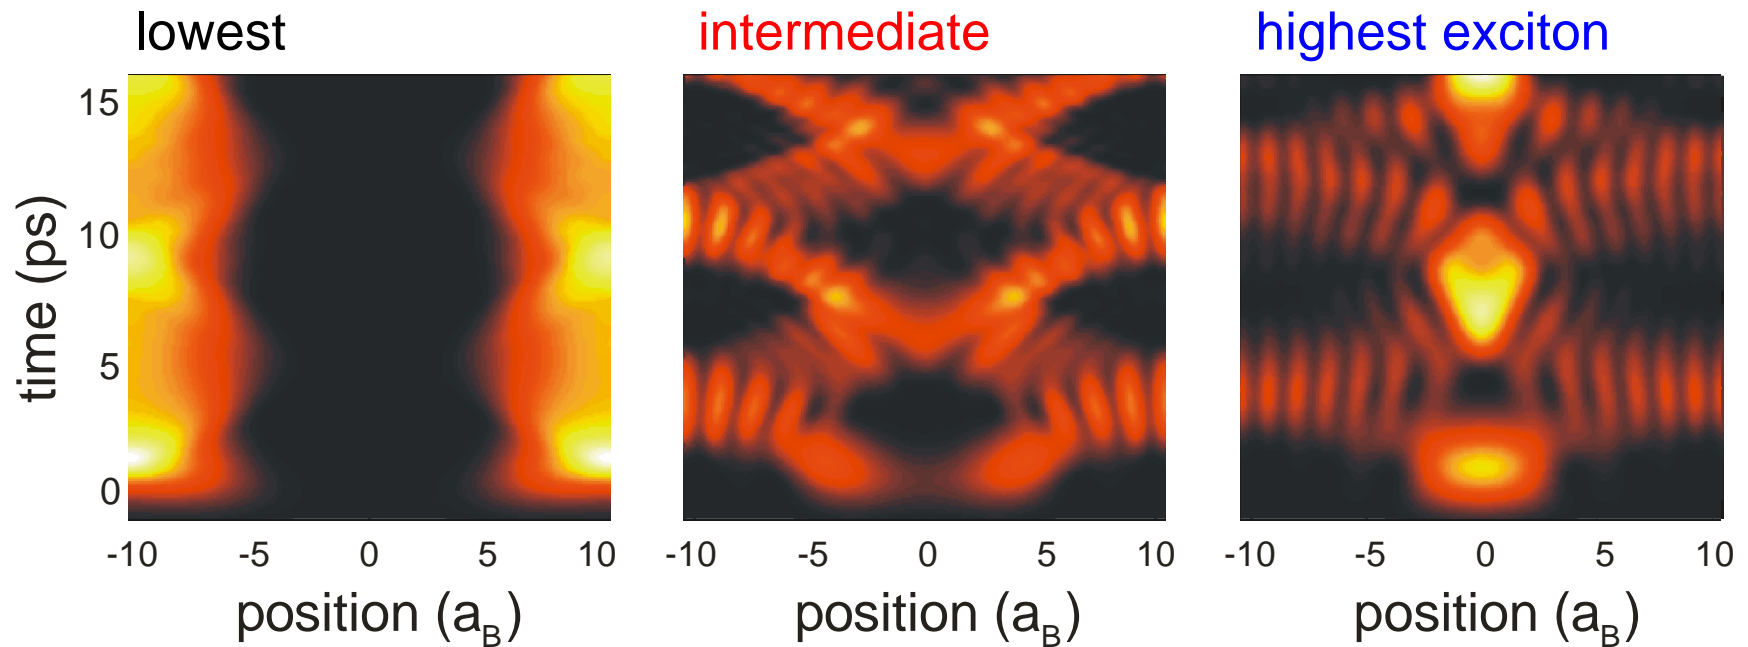 lowest intermediate highest exciton
time (ps)
15
10
5
0
-10 -5 0 5 10 -10 -5 0 5 10 -10 -5 0 5 10
position (aB) position (aB) position (aB)